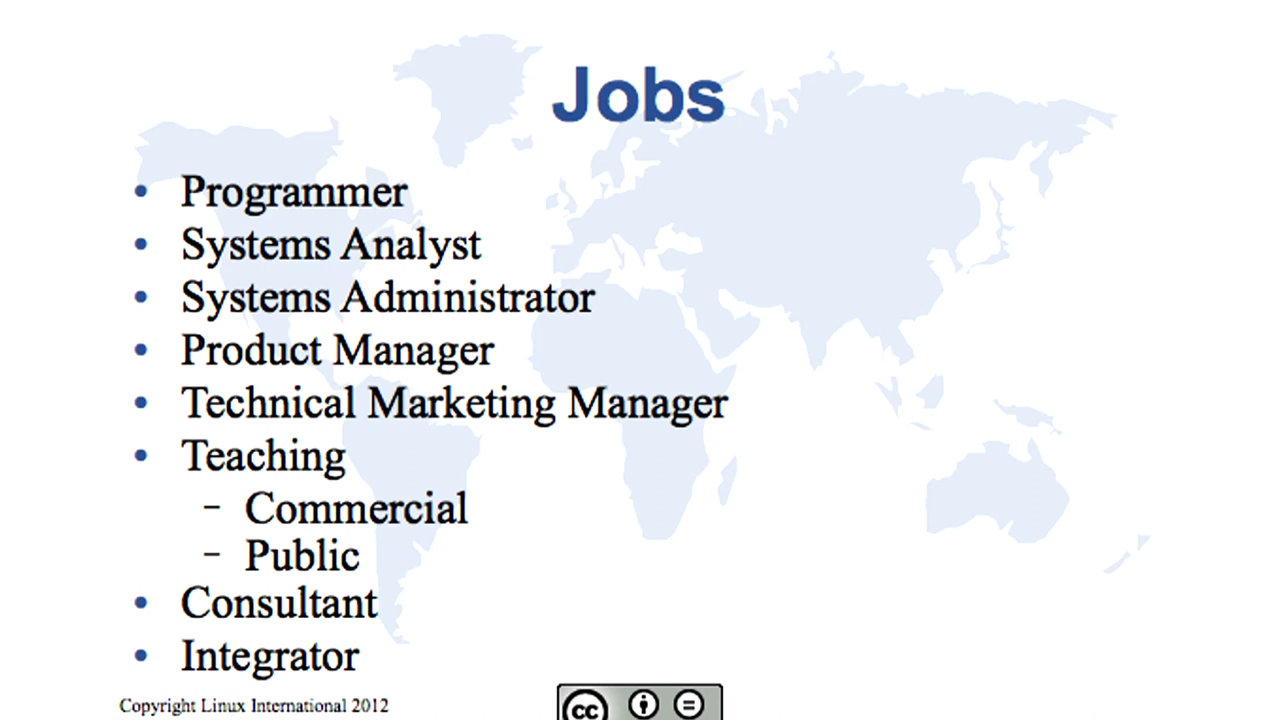 Jobs
• Programmer
• Systems Analyst
• Systems Administrator
• Product Manager
• Technical Marketing Manager
• Teaching
– Commercial
– Public
• Consultant
• Integrator
Copyright Linux International 2012
cc